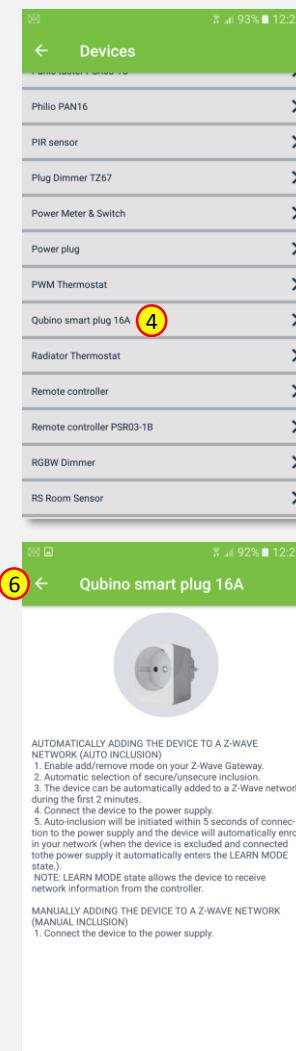 93% 12:2
Devices
Philio PAN16
PIR sensor
Plug Dimmer TZ67
Power Meter & Switch
Power plug
PWM Thermostat
Qubino smart plug 16A 4
Radiator Thermostat
Remote controller
Remote controller PSR03-1B
RGBW Dimmer
RS Room Sensor
92% 12:2
6 Qubino smart plug 16A
AUTOMATICALLY ADDING THE DEVICE TO A Z-WAVE
NETWORK (AUTO INCLUSION)
1. Enable add/remove mode on your Z-Wave Gateway.
2. Automatic selection of secure/unsecure inclusion.
3. The device can be automatically added to a Z-Wave network
during the first 2 minutes.
4. Connect the device to the power supply.
5. Auto-inclusion will be initiated within 5 seconds of connec-
tion to the power supply and the device will automatically enro
in your network (when the device is excluded and connected
tothe power supply it automatically enters the LEARN MODE
state.).
NOTE: LEARN MODE state allows the device to receive
network information from the controller.
MANUALLY ADDING THE DEVICE TO A Z-WAVE NETWORK
(MANUAL INCLUSION)
1. Connect the device to the power supply.